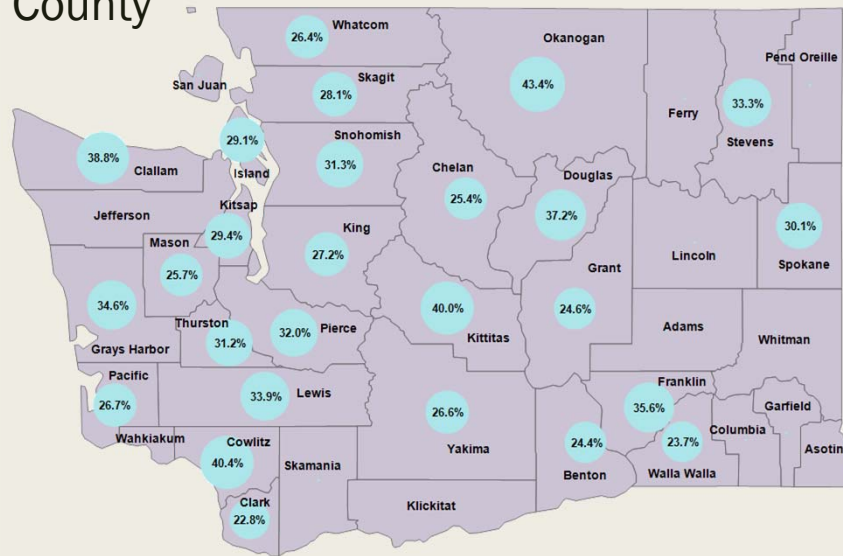 County
Whatcom
26.4%
Okanogan
43.4%
Pend Oreille
San Juan
Skagit
28.1%
Ferry
33.3%
Stevens
29.1%
Island
Snohomish
31.3%
38.8%
Clallam
Chelan
25.4%
Douglas
37.2%
Jefferson
Kitsap
29.4%
King
27.2%
Mason
25.7%
Grant
24.6%
Lincoln
30.1%
Spokane
34.6%
Grays Harbor
Thurston
31.2%
32.0%
Pierce
40.0%
Kittitas
Adams
Whitman
Pacific
26.7%
33.9%
Lewis
26.6%
Yakima
Franklin
35.6%
Garfield
Columbia
Asotin
Wahkiakum
Cowlitz
40.4%
Skamania
24.4%
Benton
23.7%
Walla Walla
Klickitat
Clark
22.8%